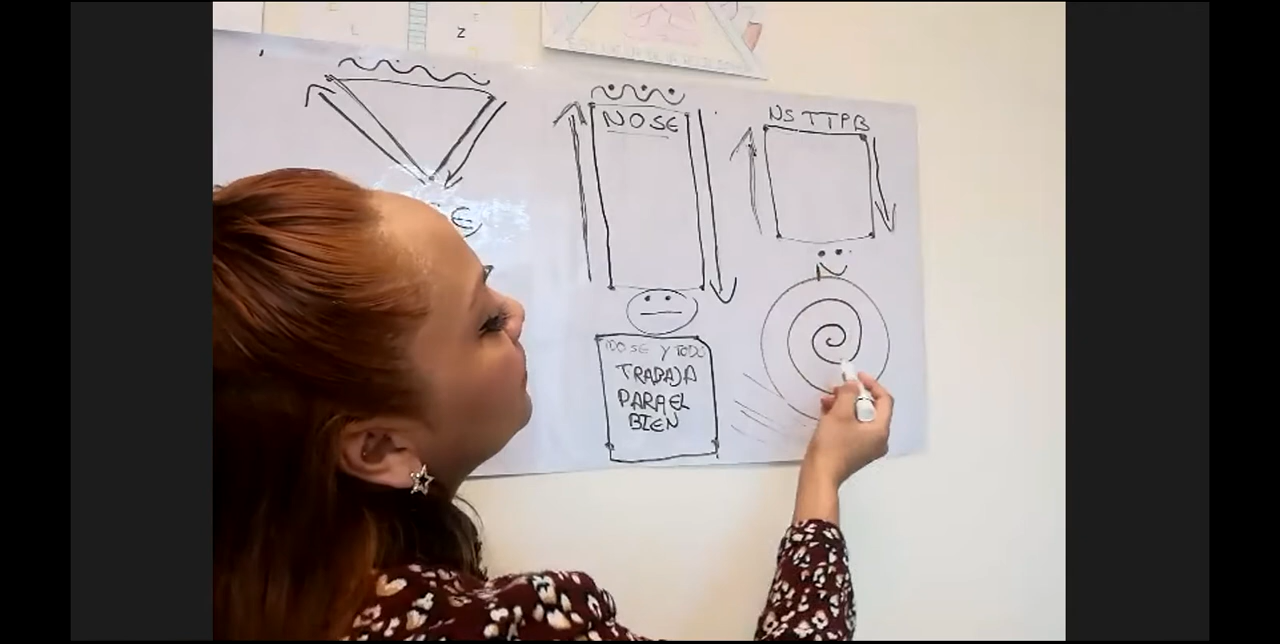 L
Z
NOSE
NS TTPB
NO SE Y TODO
TRABAJA
PARA EL
BIEN